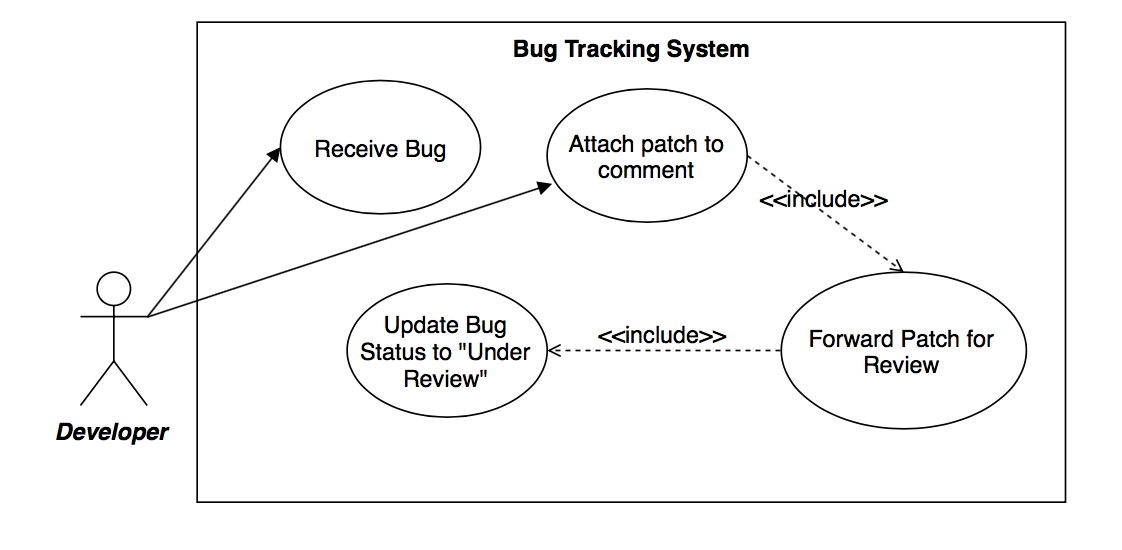 Bug Tracking System
Receive Bug
Attach patch to
comment
<<include>>
Update Bug
Status to "Under
Review"
<<include>>
Forward Patch for
Review
Developer